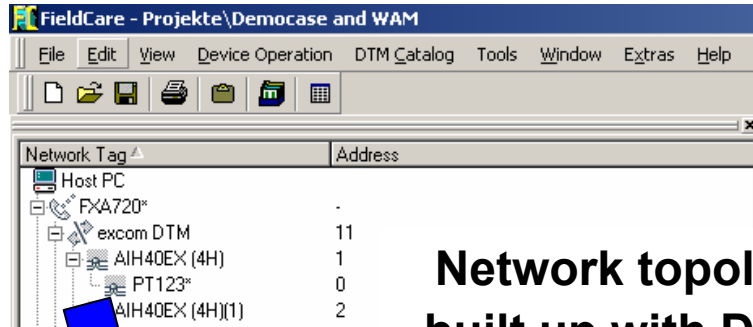 FieldCare - Projekte\Democase and WAM
File Edit View Device Operation DTM Catalog Tools Window Extras Help
Network Tag Address
Host PC
FXA720* -
excom DTM 11
AIH40EX (4H) 1
PT123* 0
AIH40EX (4H)(1) 2
Network topol
built up with D